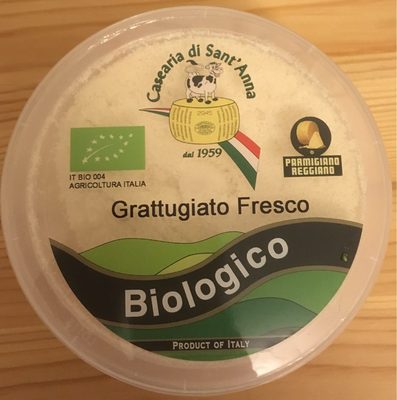 Casearia di Sant'Anna
dal 1959
IT BIO 004
AGRICOLTURA ITALIA
PARMIGIANO
REGGIANO
Grattugiato Fresco
Biologico
PRODUCT OF ITALY